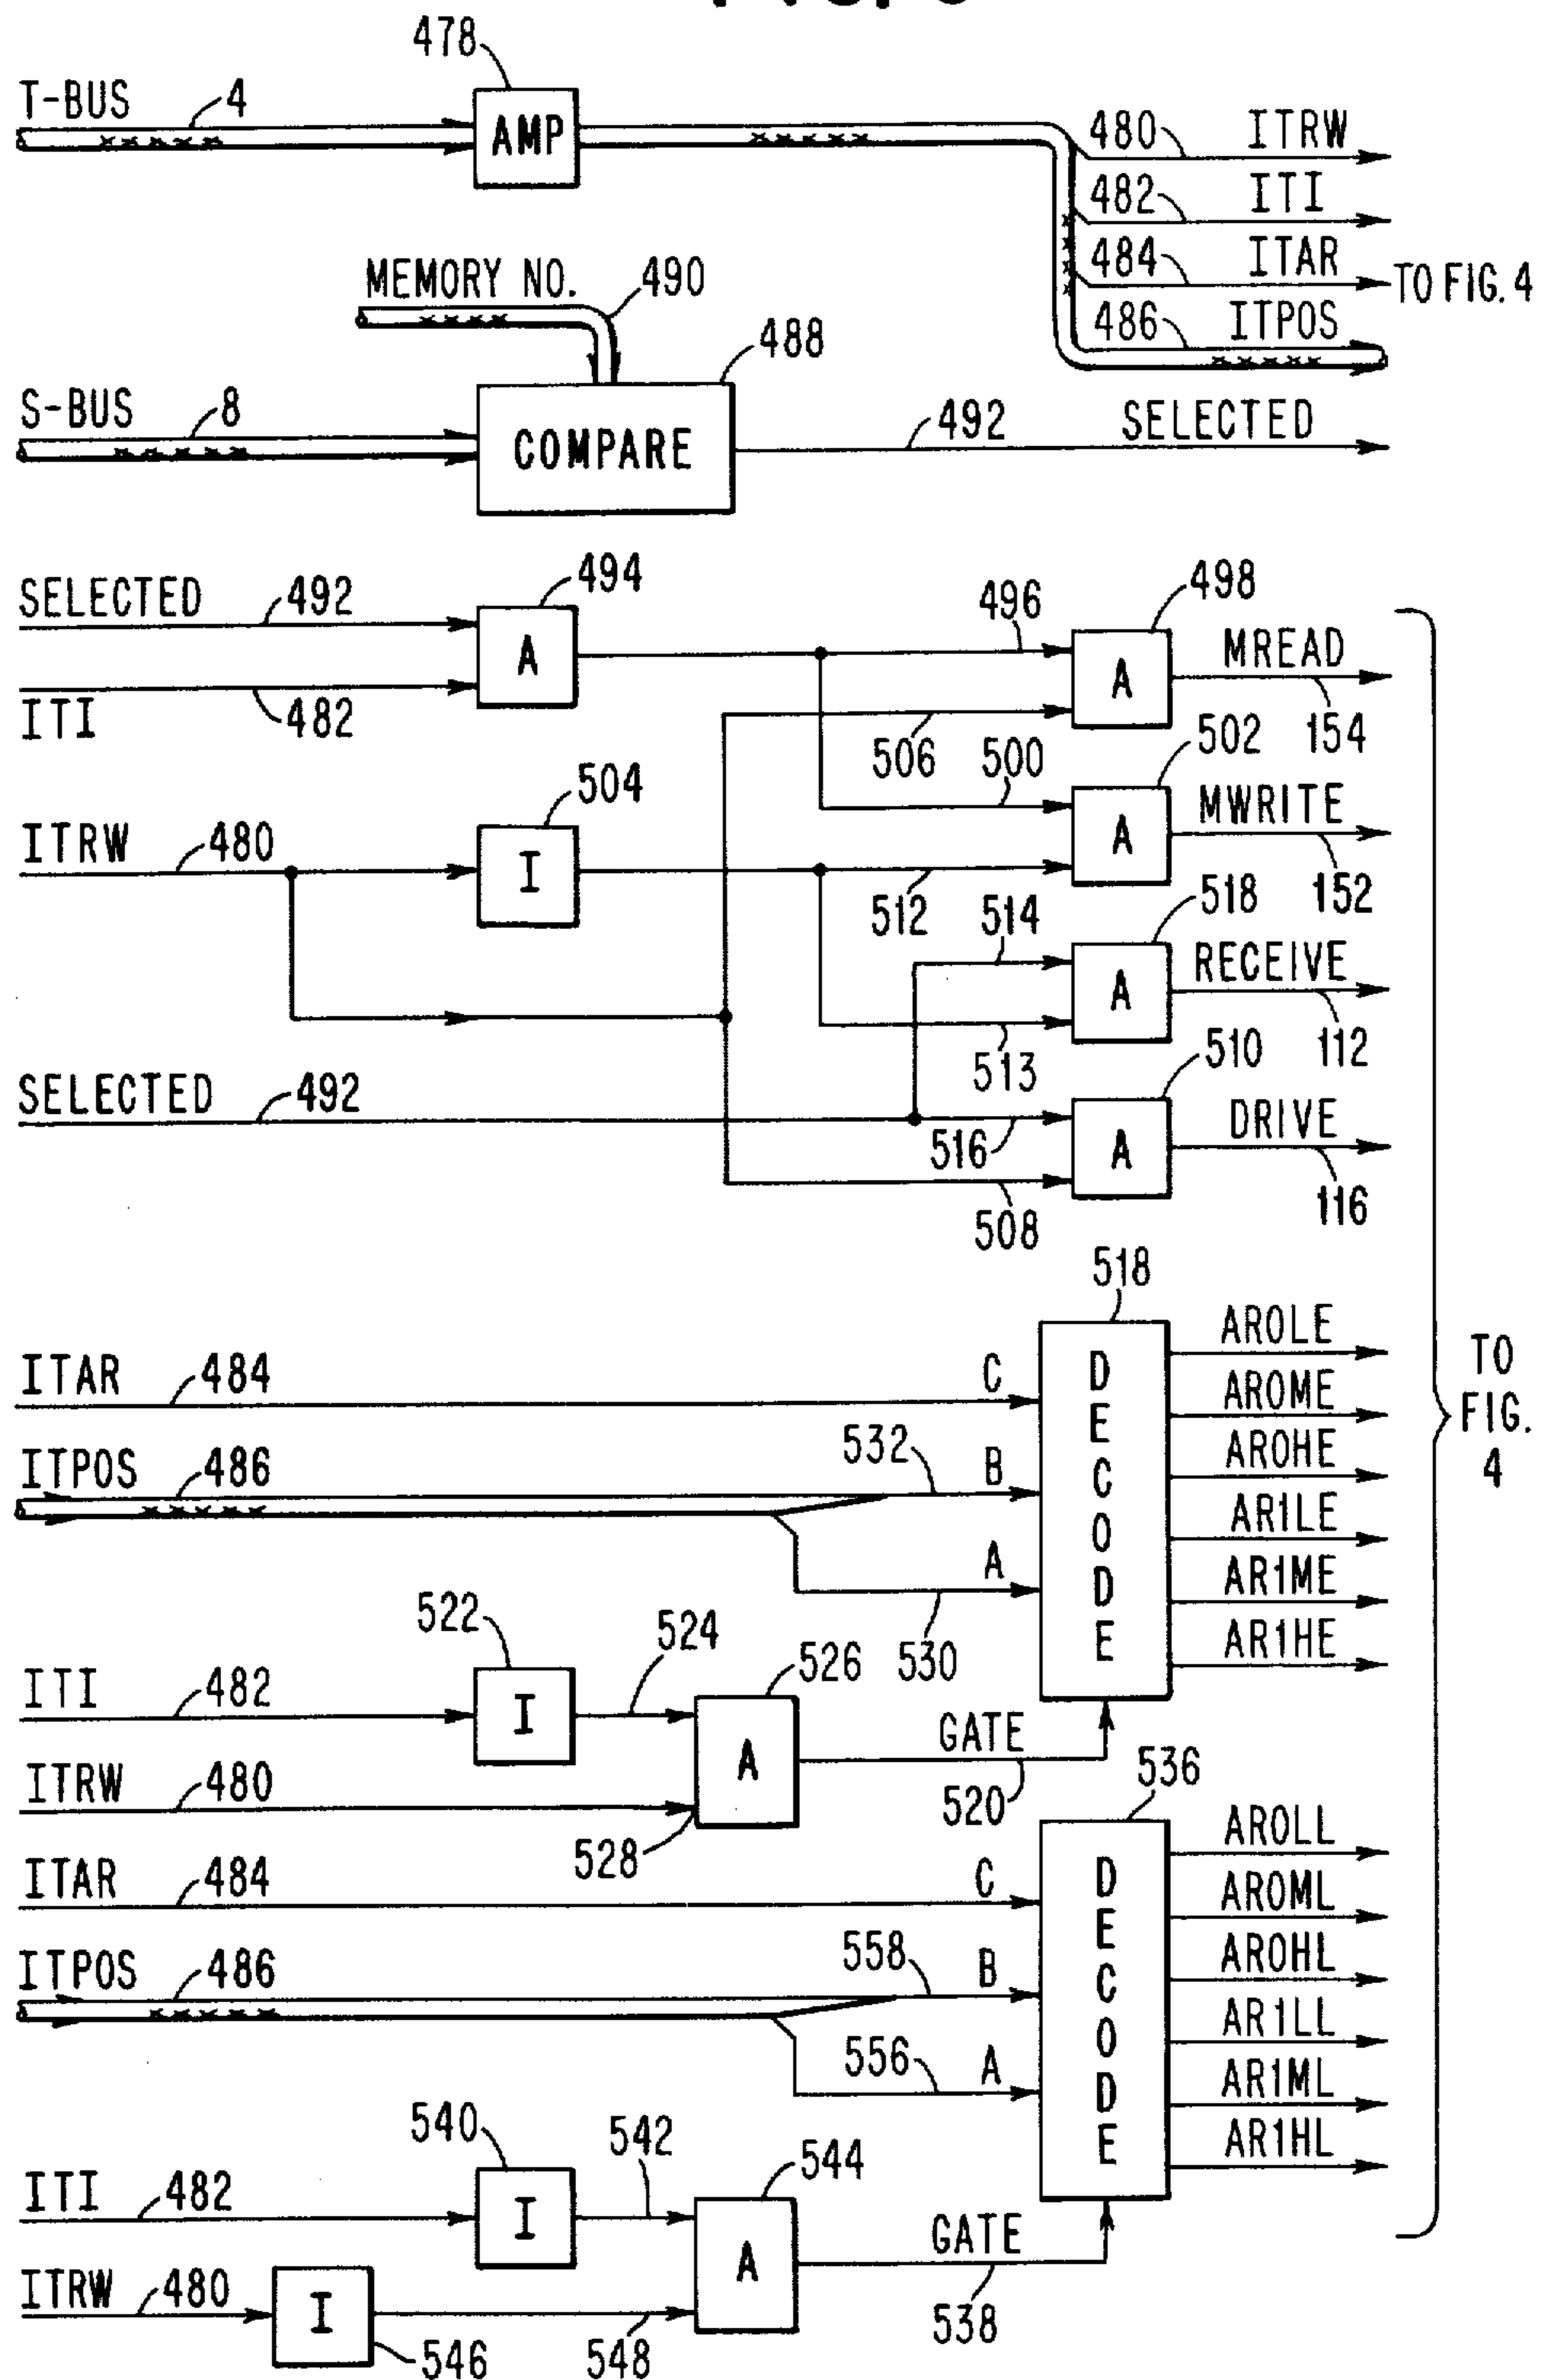 478
T-BUS 4
AMP
480 ITRW
482 ITI
484 ITAR
TO FIG. 4
486 ITPOS
MEMORY NO. 490
488
S-BUS 8
COMPARE
492 SELECTED
SELECTED 492
494
A
ITI 482
496
498
A
MREAD
154
506
500
502
A
MWRITE
152
504
ITRW 480
I
512
514
518
A
RECEIVE
112
513
510
SELECTED 492
516
A
DRIVE
116
508
518
ITAR 484
C
DECODE
AR0LE
AR0ME
AR0HE
AR1LE
AR1ME
AR1HE
TO FIG. 4
ITPOS 486
532
B
A
530
522
524
526
ITI 482
I
A
GATE
520
ITRW 480
528
536
ITAR 484
C
DECODE
AR0LL
AR0ML
AR0HL
AR1LL
AR1ML
AR1HL
ITPOS 486
558
B
556
A
540
542
544
ITI 482
I
A
GATE
538
ITRW 480
I
546
548